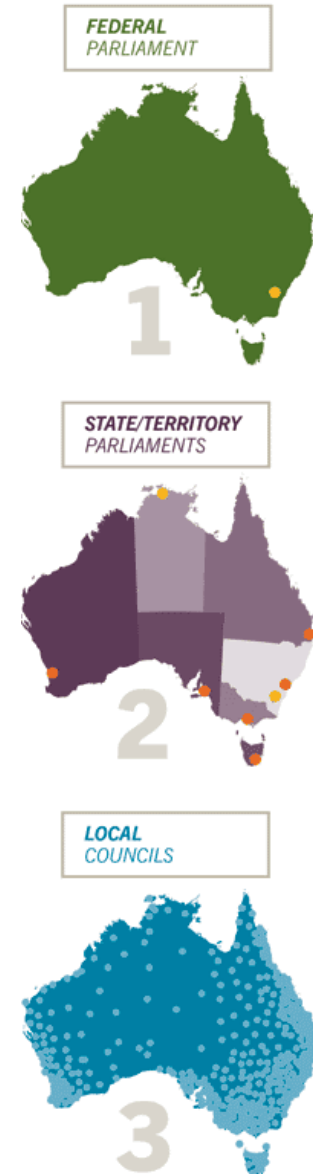 FEDERAL
PARLIAMENT
1
STATE/TERRITORY
PARLIAMENTS
2
LOCAL
COUNCILS
3